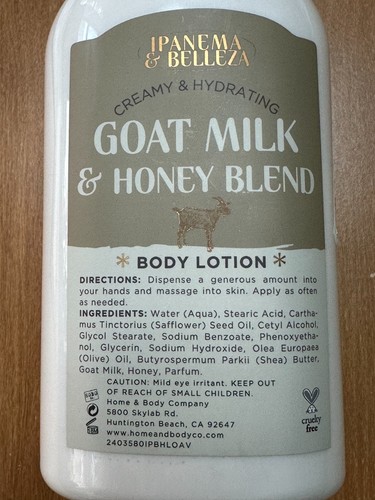 IPANEMA
& BELLEZA
CREAMY & HYDRATING
GOAT MILK
& HONEY BLEND
* BODY LOTION *
DIRECTIONS: Dispense a generous amount into
your hands and massage into skin. Apply as often
as needed.
INGREDIENTS: Water (Aqua), Stearic Acid, Cartha-
mus Tinctorius (Safflower) Seed Oil, Cetyl Alcohol,
Glycol Stearate, Sodium Benzoate, Phenoxyetha-
nol, Glycerin, Sodium Hydroxide, Olea Europaea
(Olive) Oil, Butyrospermum Parkii (Shea) Butter,
Goat Milk, Honey, Parfum.
CAUTION: Mild eye irritant. KEEP OUT
OF REACH OF SMALL CHILDREN.
Home & Body Company
5800 Skylab Rd.
Huntington Beach, CA 92647
www.homeandbodyco.com
2403580IPBHLOAV
cruelty
free